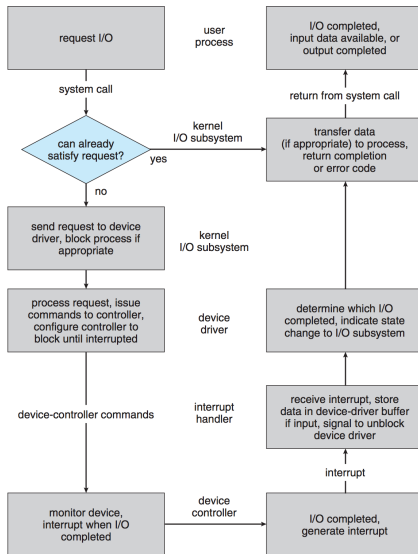 request I/O
user
process
I/O completed,
input data available, or
output completed
system call
return from system call
can already
satisfy request?
kernel
I/O subsystem
yes
transfer data
(if appropriate) to process,
return completion
or error code
no
send request to device
driver, block process if
appropriate
kernel
I/O subsystem
process request, issue
commands to controller,
configure controller to
block until interrupted
device
driver
determine which I/O
completed, indicate state
change to I/O subsystem
device-controller commands
interrupt
handler
receive interrupt, store
data in device-driver buffer
if input, signal to unblock
device driver
interrupt
monitor device,
interrupt when I/O
completed
device
controller
I/O completed,
generate interrupt